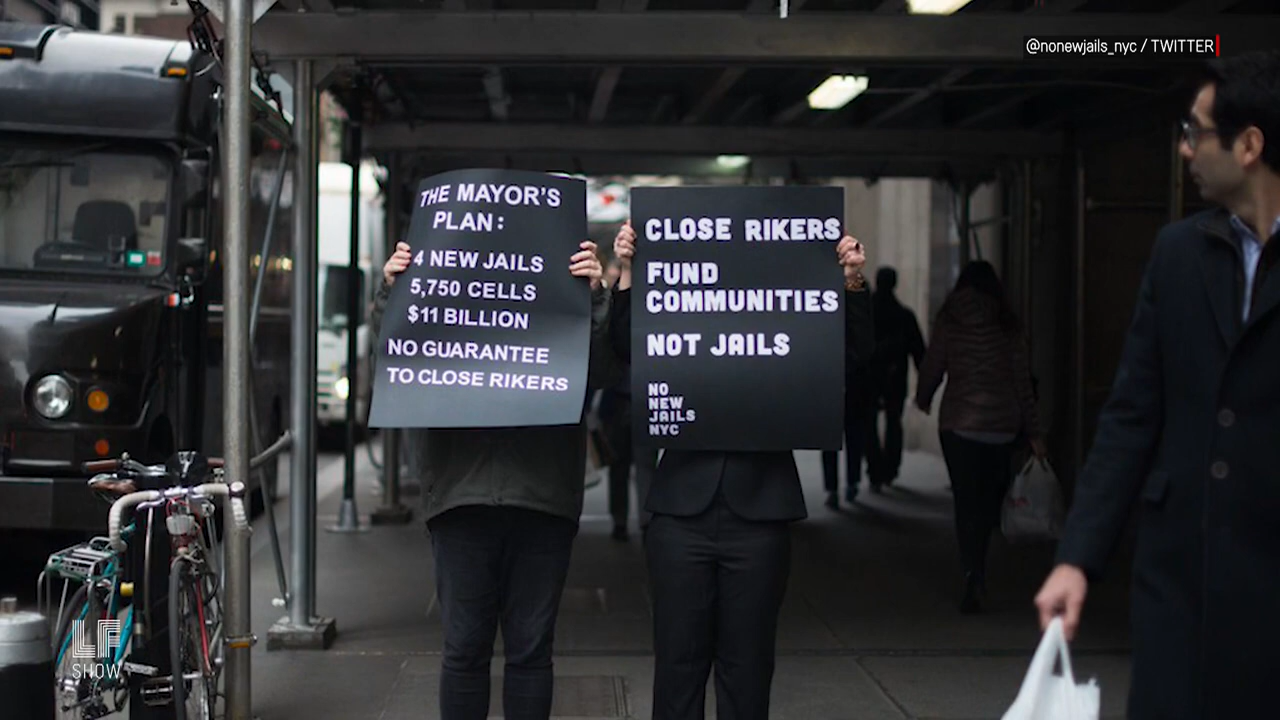 @nonewjails_nyc / TWITTER
THE MAYOR'S
PLAN:
4 NEW JAILS
5,750 CELLS
$11 BILLION
NO GUARANTEE
TO CLOSE RIKERS
CLOSE RIKERS
FUND
COMMUNITIES
NOT JAILS
NO
NEW
JAILS
NYC
LF
SHOW